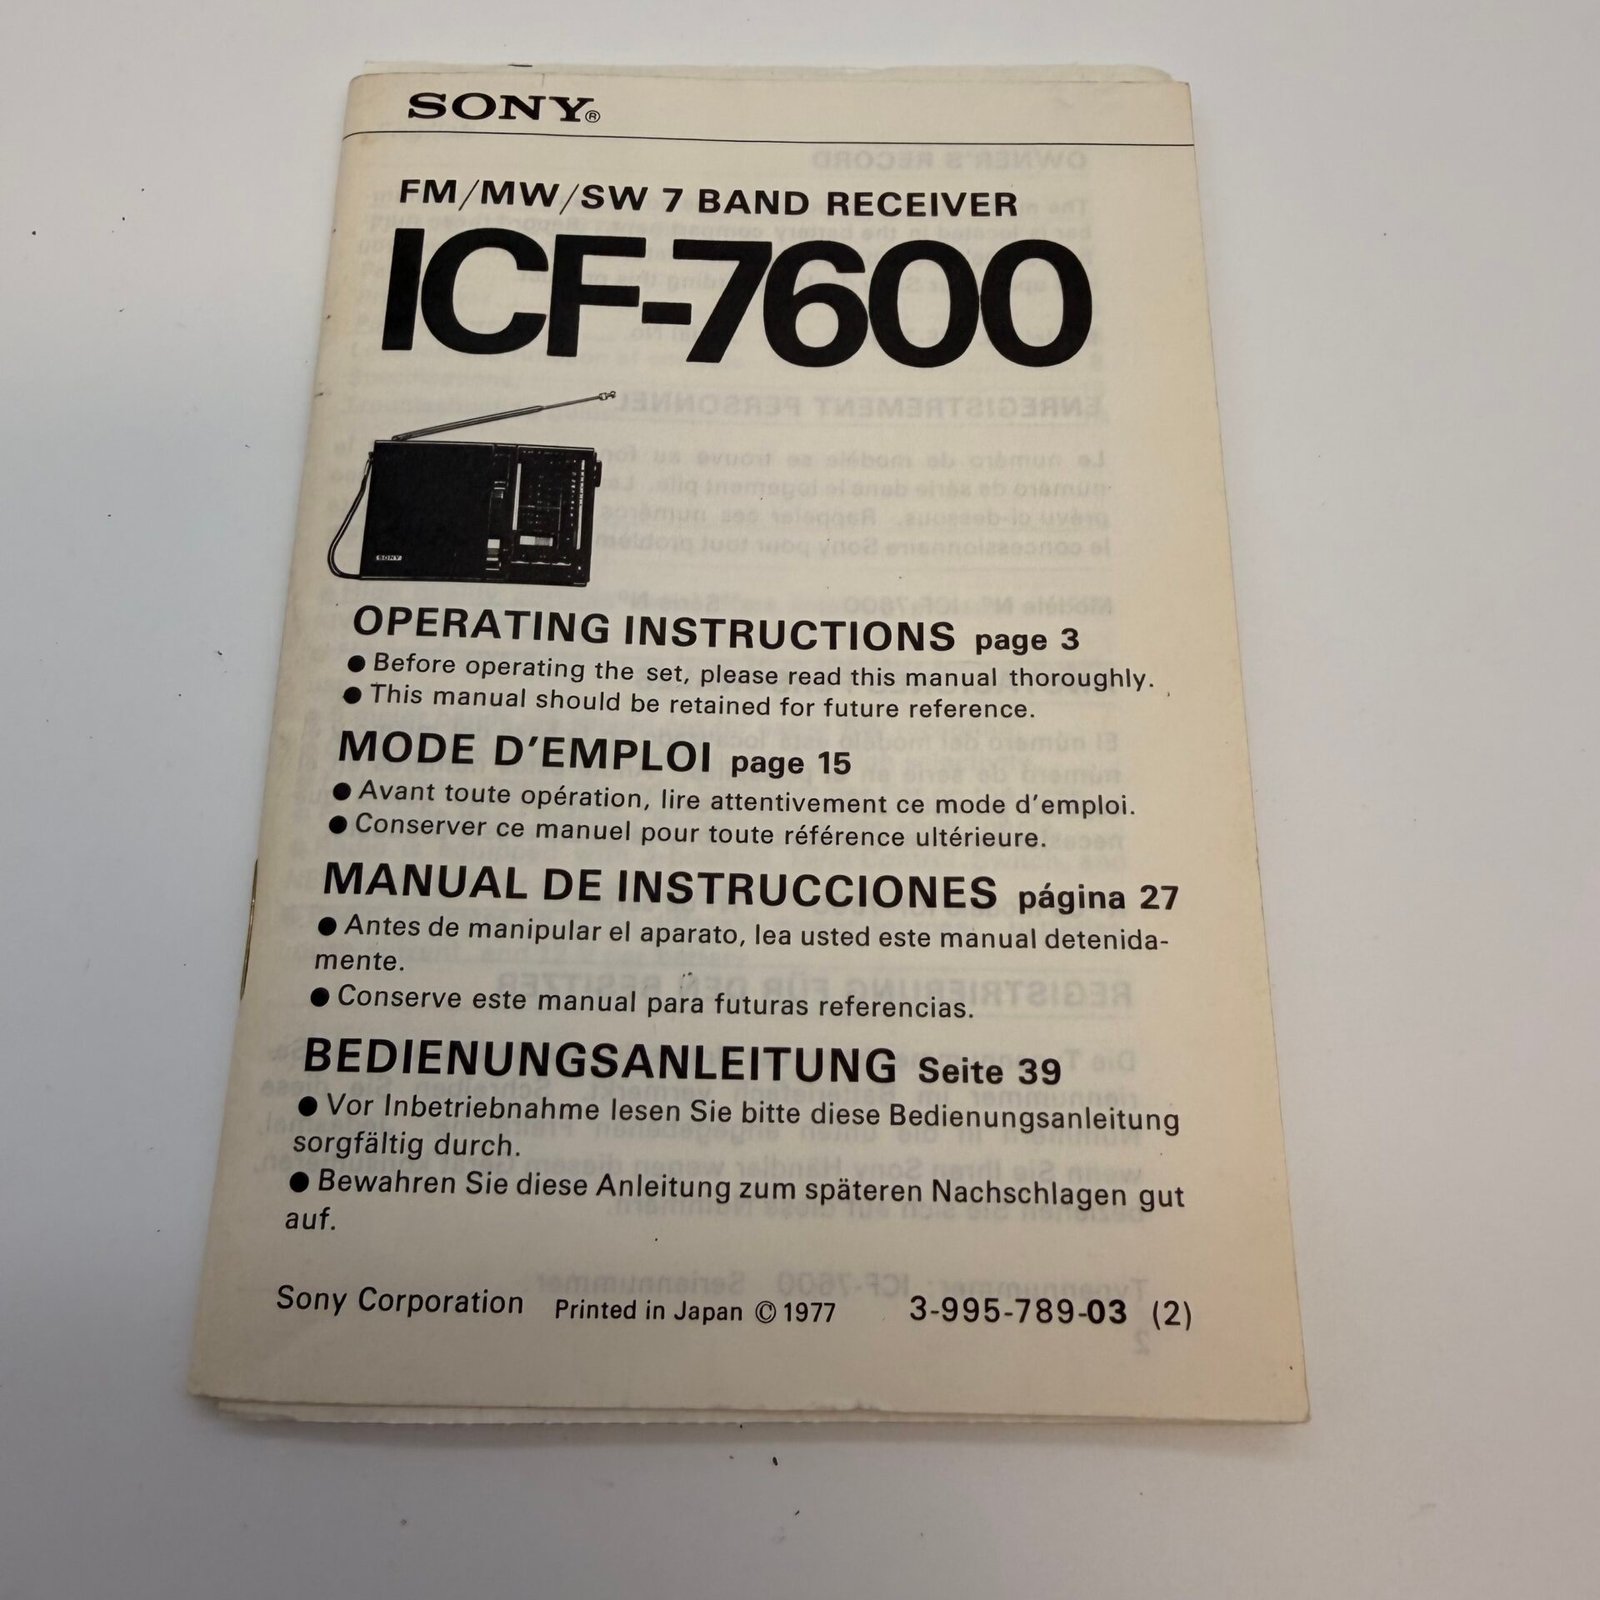 SONY®
FM/MW/SW 7 BAND RECEIVER
ICF-7600
SONY
OPERATING INSTRUCTIONS page 3
● Before operating the set, please read this manual thoroughly.
● This manual should be retained for future reference.
MODE D'EMPLOI page 15
● Avant toute opération, lire attentivement ce mode d'emploi.
● Conserver ce manuel pour toute référence ultérieure.
MANUAL DE INSTRUCCIONES página 27
● Antes de manipular el aparato, lea usted este manual detenida-
mente.
● Conserve este manual para futuras referencias.
BEDIENUNGSANLEITUNG Seite 39
● Vor Inbetriebnahme lesen Sie bitte diese Bedienungsanleitung
sorgfältig durch.
● Bewahren Sie diese Anleitung zum späteren Nachschlagen gut
auf.
Sony Corporation Printed in Japan © 1977 3-995-789-03 (2)